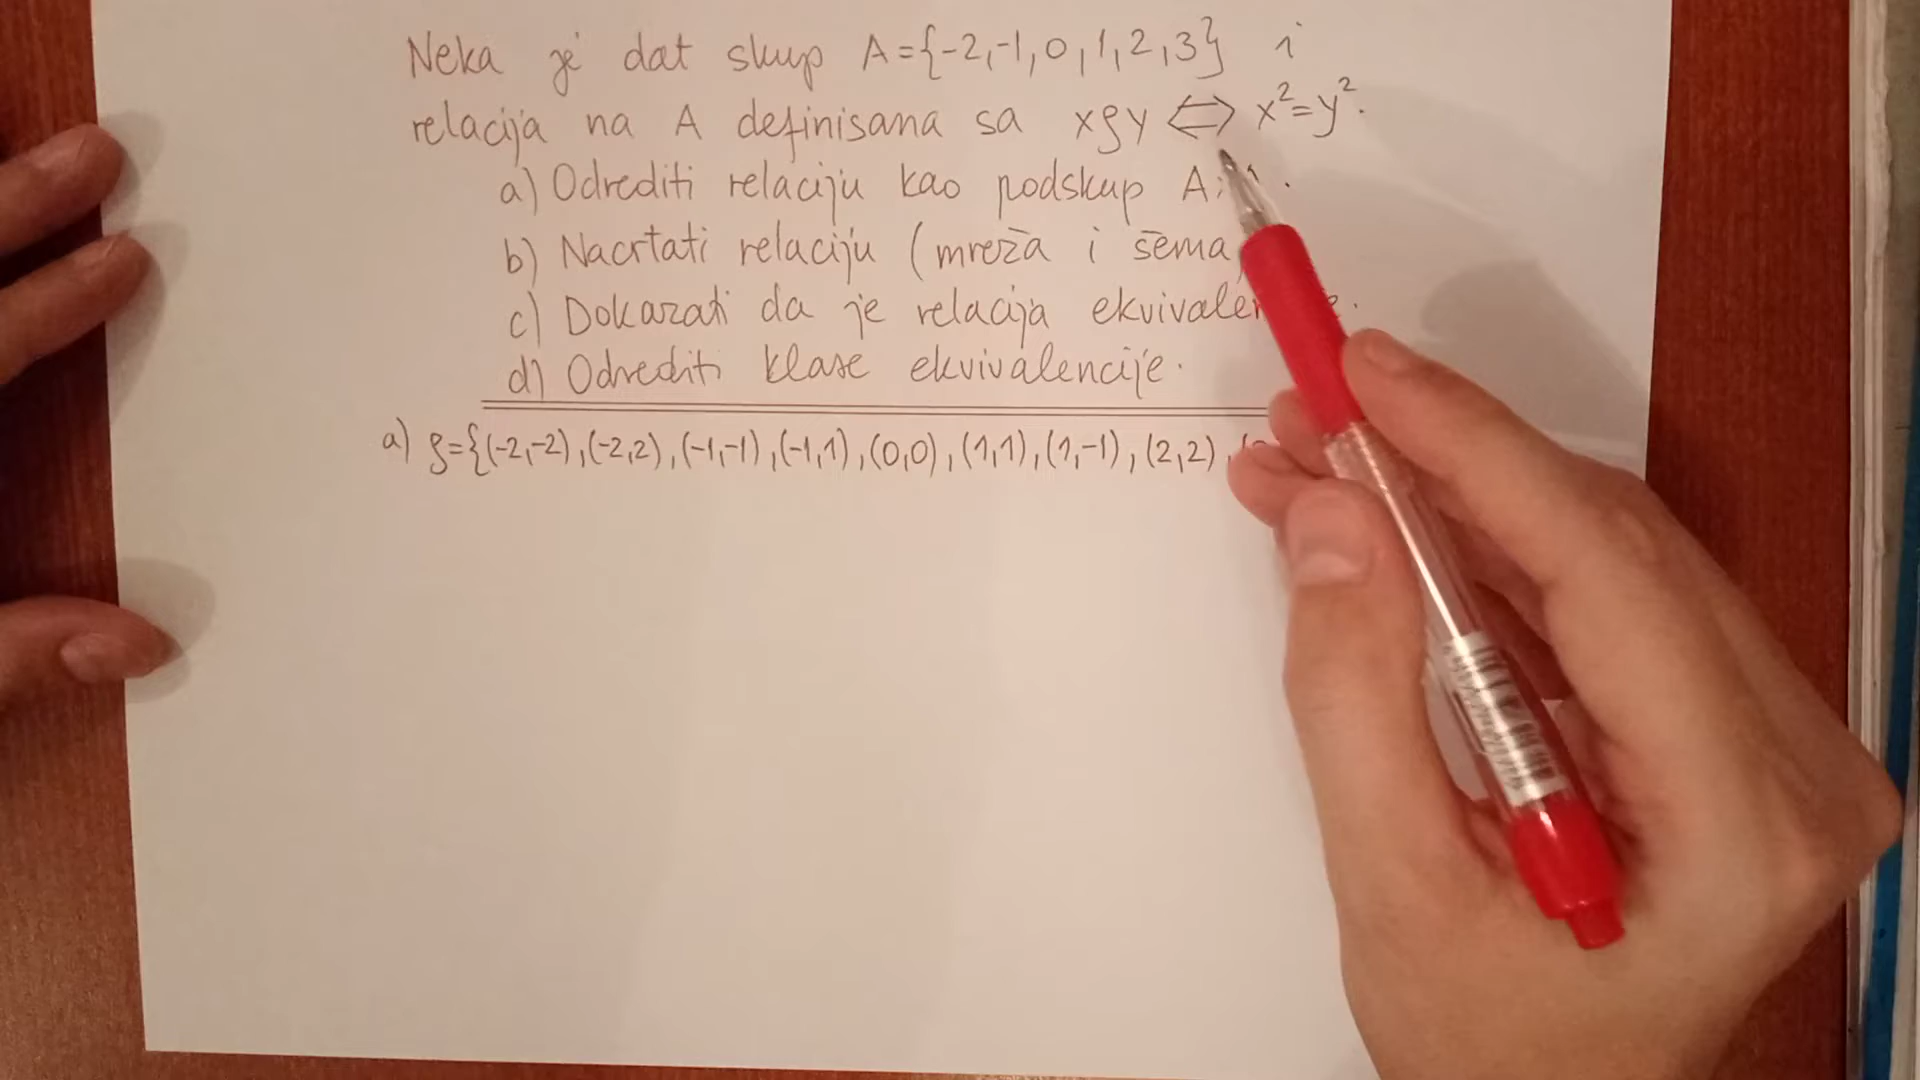 Neka je dat skup A={-2,-1,0,1,2,3} i
relacija na A definisana sa xρy ⇔ x²=y².
a) Odrediti relaciju kao podskup
b) Nacrtati relaciju (mreža i šema
c) Dokazati da je relacija
d) Odrediti klase ekvivalencije.
a) ρ={(-2,-2),(-2,2),(-1,-1),(-1,1),(0,0),(1,1),(1,-1),(2,2),